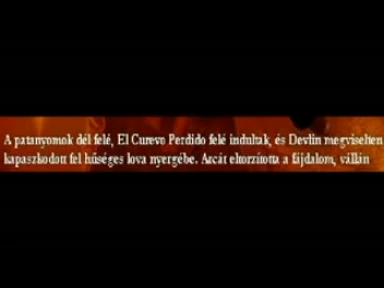 A patanyomok dél felé, El Curevo Perdido felé indultak, és Devlin megviselten
kapaszkodott fel hűséges lova nyergébe. Arcát eltorzította a fájdalom, vállán